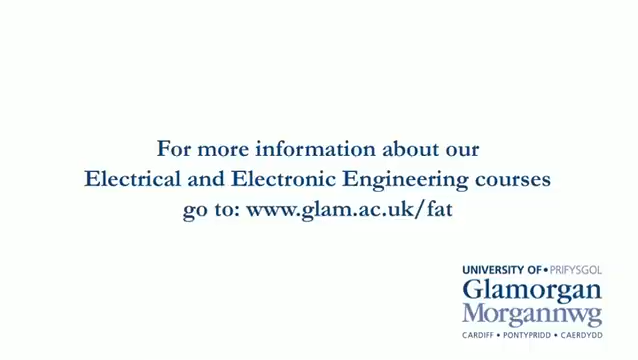 For more information about our
Electrical and Electronic Engineering courses
go to: www.glam.ac.uk/fat
UNIVERSITY OF • PRIFYSGOL
Glamorgan
Morgannwg
CARDIFF • PONTYPRIDD • CAERDYDD